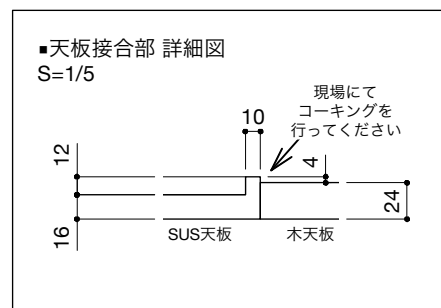 ■天板接合部 詳細図
S=1/5
現場にて
コーキングを
行ってください
10
12
4
24
16
SUS天板
木天板